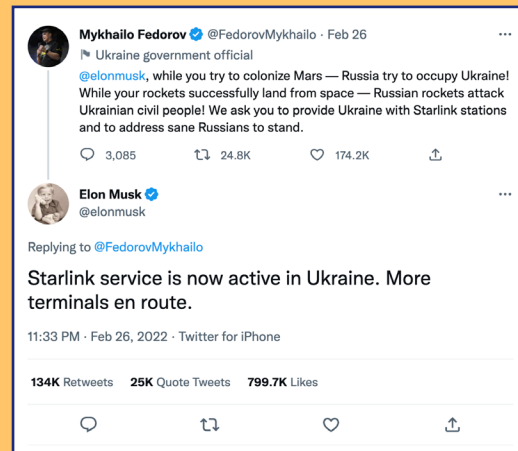 Mykhailo Fedorov @FedorovMykhailo · Feb 26
Ukraine government official
@elonmusk, while you try to colonize Mars — Russia try to occupy Ukraine!
While your rockets successfully land from space — Russian rockets attack
Ukrainian civil people! We ask you to provide Ukraine with Starlink stations
and to address sane Russians to stand.
3,085 24.8K 174.2K
Elon Musk
@elonmusk
Replying to @FedorovMykhailo
Starlink service is now active in Ukraine. More
terminals en route.
11:33 PM · Feb 26, 2022 · Twitter for iPhone
134K Retweets 25K Quote Tweets 799.7K Likes